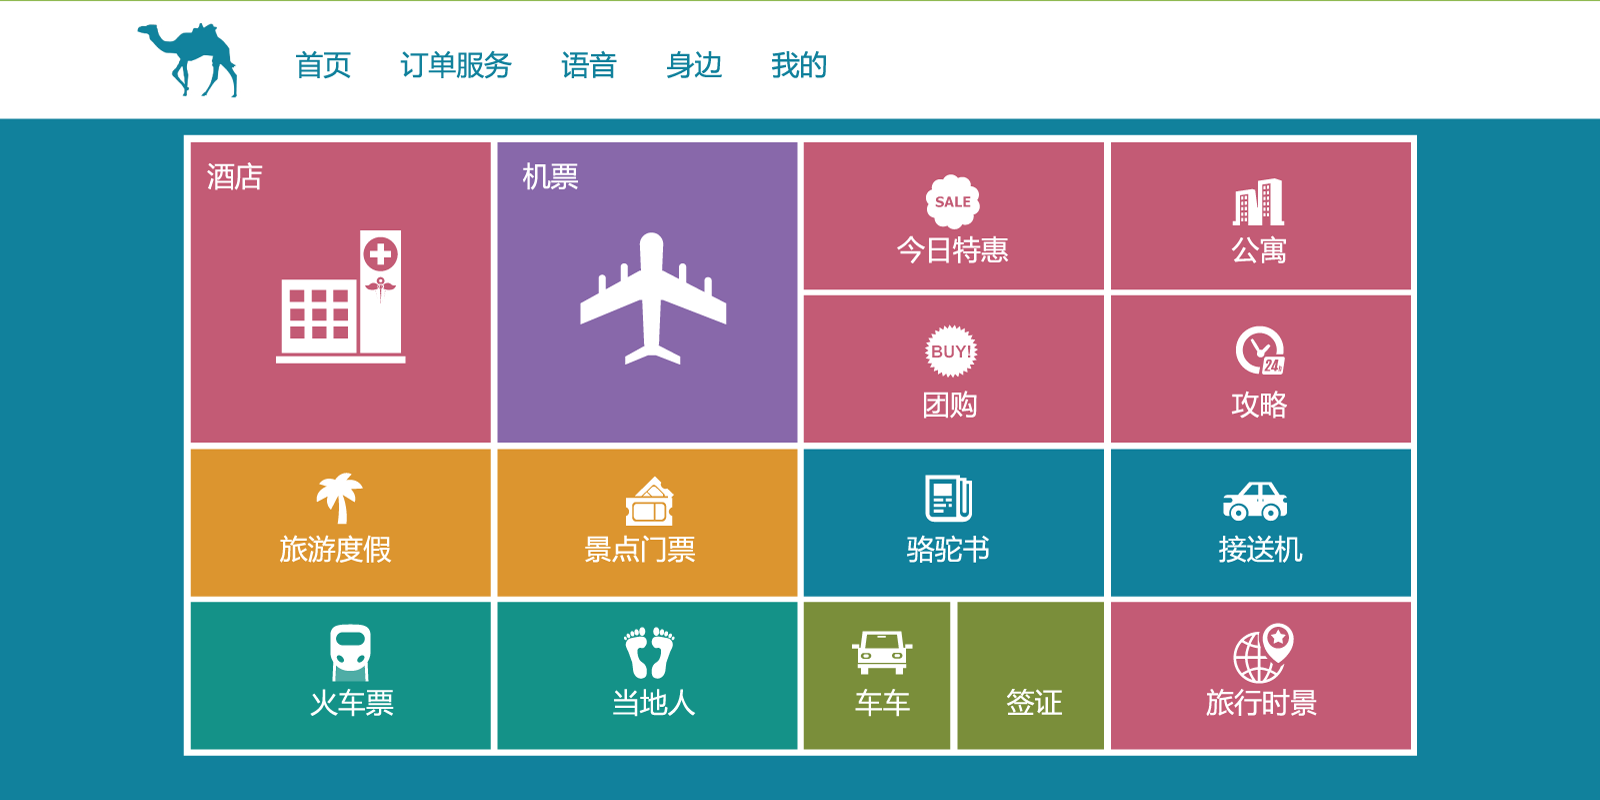 首页 订单服务 语音 身边 我的
酒店
机票
SALE
今日特惠
公寓
BUY!
团购
24h
攻略
旅游度假
景点门票
骆驼书
接送机
火车票
当地人
车车
签证
旅行时景